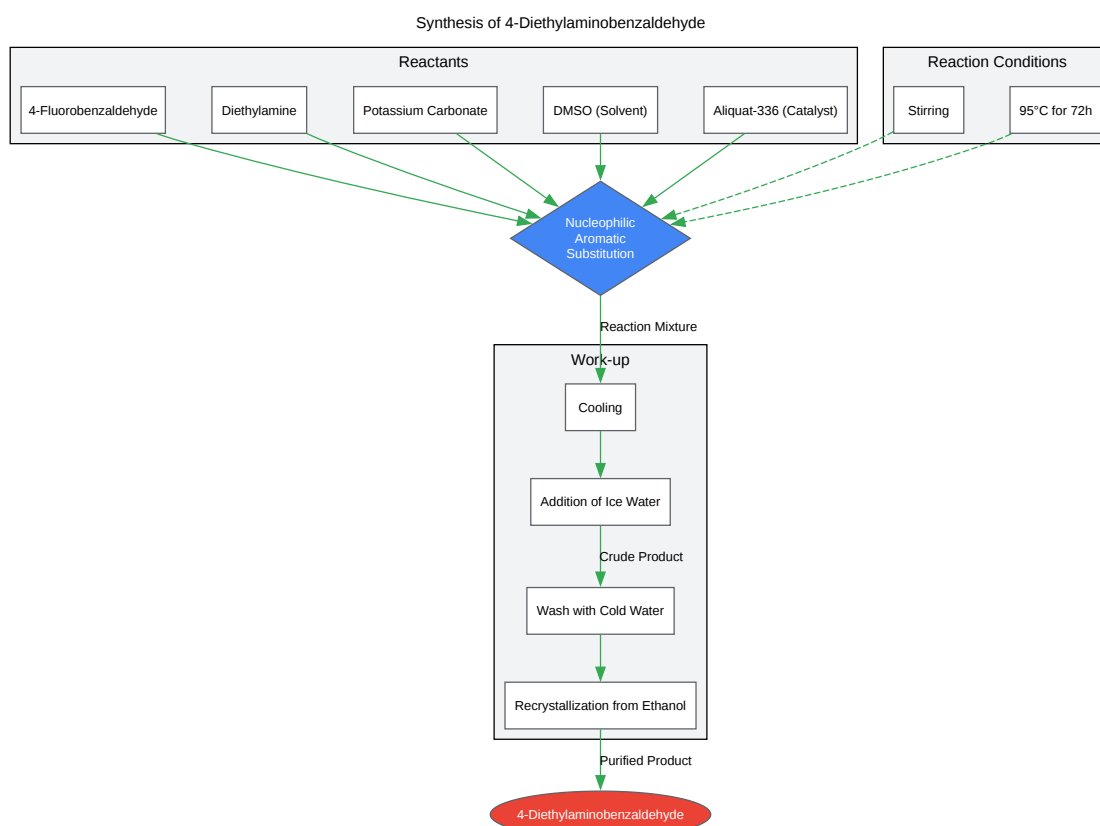 Synthesis of 4-Diethylaminobenzaldehyde
Reactants
Reaction Conditions
4-Fluorobenzaldehyde
Diethylamine
Potassium Carbonate
DMSO (Solvent)
Aliquat-336 (Catalyst)
Stirring
95°C for 72h
Nucleophilic
Aromatic
Substitution
Reaction Mixture
Work-up
Cooling
Addition of Ice Water
Crude Product
Wash with Cold Water
Recrystallization from Ethanol
Purified Product
4-Diethylaminobenzaldehyde